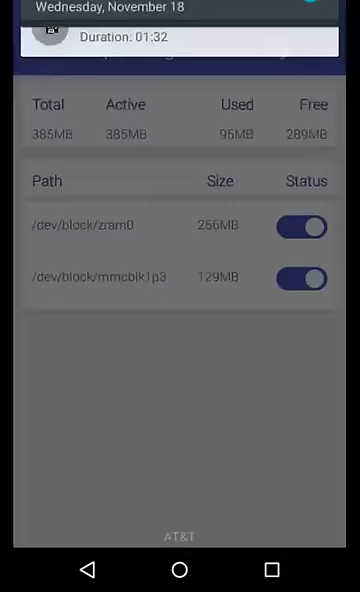 Wednesday, November 18
Duration: 01:32
Total Active Used Free
385MB 385MB 95MB 289MB
Path Size Status
/dev/block/zram0 256MB
/dev/block/mmcblk1p3 129MB
AT&T